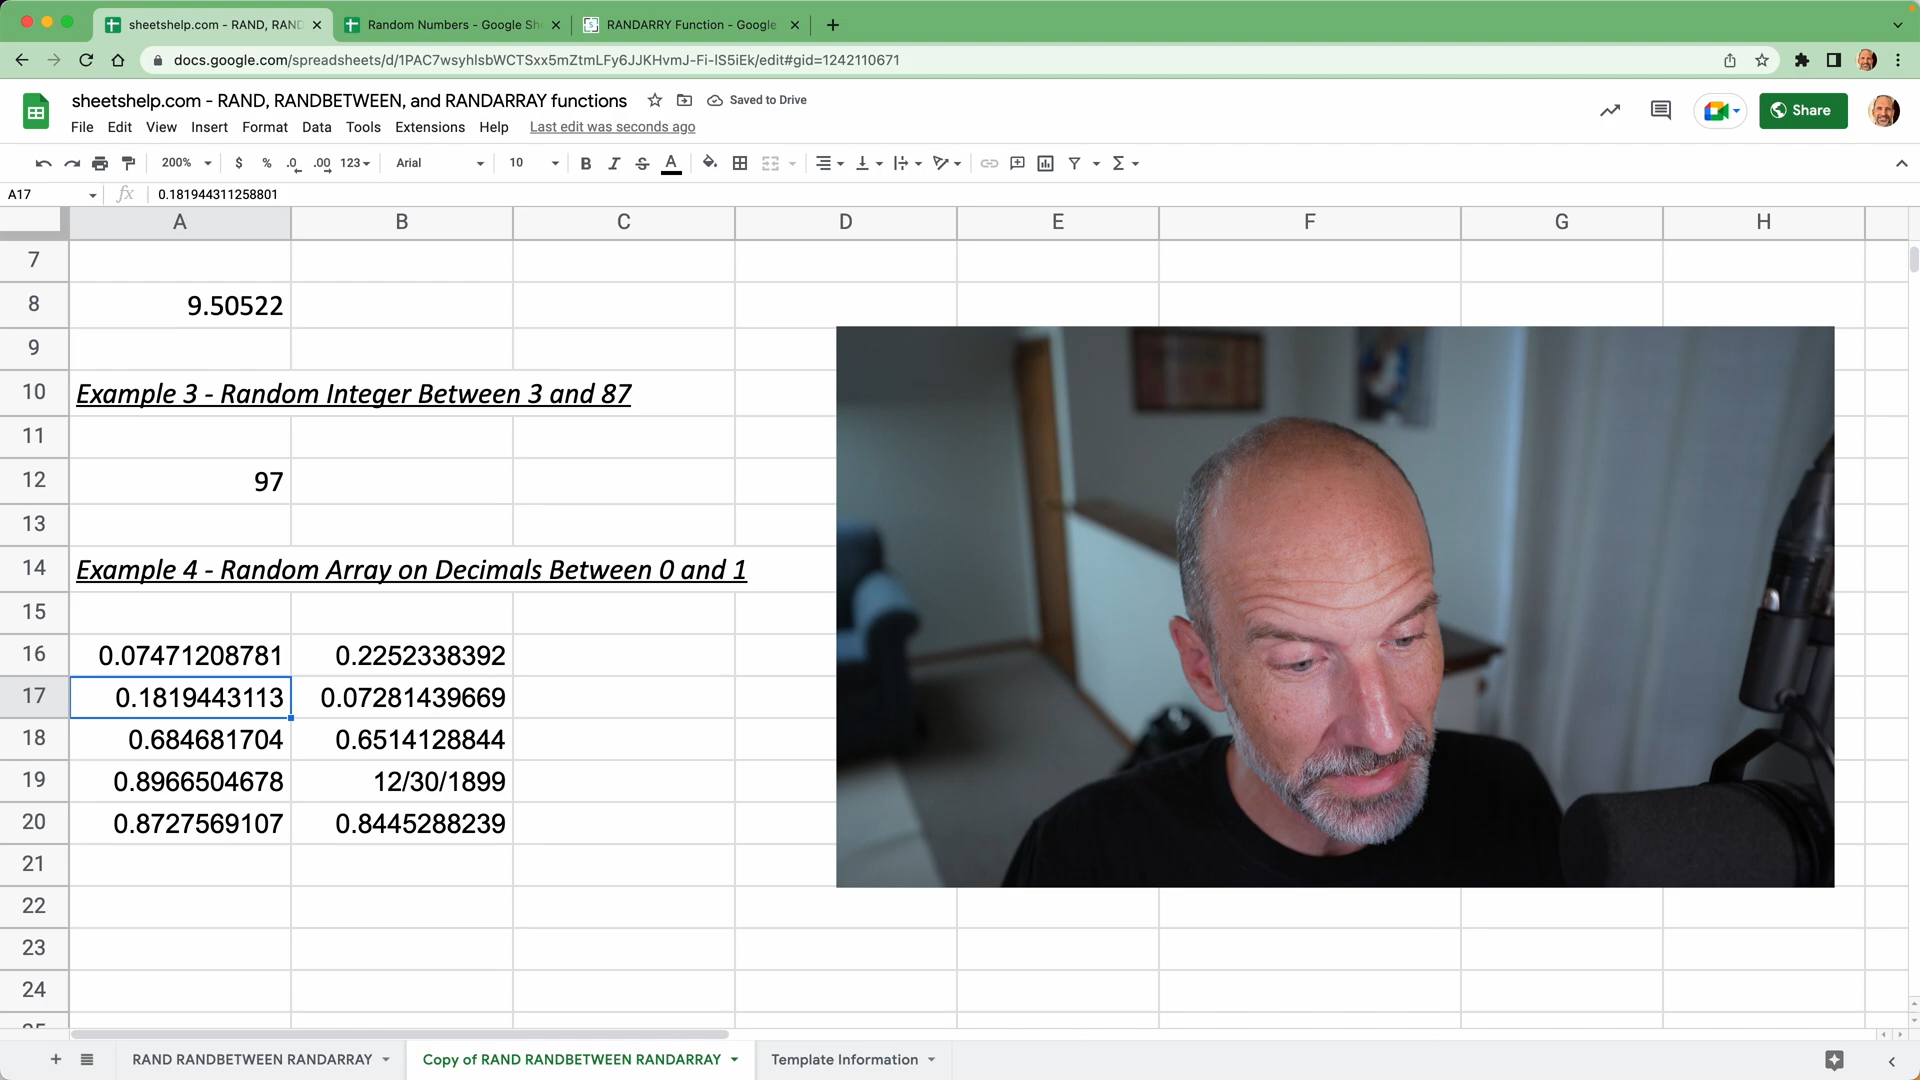 sheetshelp.com - RAND, RAND
Random Numbers - Google Sh
RANDARRY Function - Google
docs.google.com/spreadsheets/d/1PAC7wsyhlsbWCTSxx5mZtmLFy6JJKHvmJ-Fi-lS5iEk/edit#gid=1242110671
sheetshelp.com - RAND, RANDBETWEEN, and RANDARRAY functions
Saved to Drive
Share
File Edit View Insert Format Data Tools Extensions Help Last edit was seconds ago
200% $ % .0 .00 123 Arial 10 B I S A Σ
A17 fx 0.181944311258801
A B C D E F G H
7
8 9.50522
9
10 Example 3 - Random Integer Between 3 and 87
11
12 97
13
14 Example 4 - Random Array on Decimals Between 0 and 1
15
16 0.07471208781 0.2252338392
17 0.1819443113 0.07281439669
18 0.684681704 0.6514128844
19 0.8966504678 12/30/1899
20 0.8727569107 0.8445288239
21
22
23
24
RAND RANDBETWEEN RANDARRAY Copy of RAND RANDBETWEEN RANDARRAY Template Information